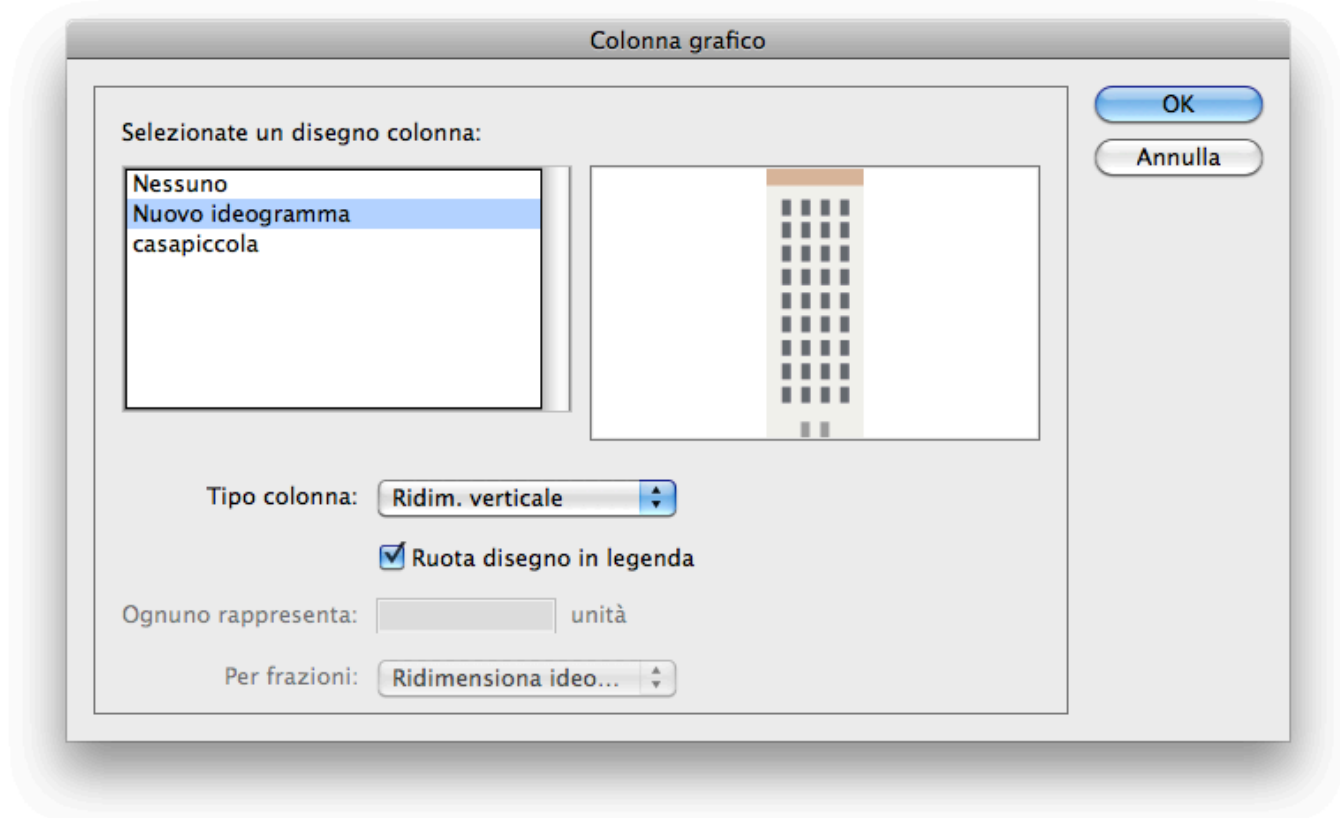 Colonna grafico
Selezionate un disegno colonna:
Nessuno
Nuovo ideogramma
casapiccola
OK
Annulla
Tipo colonna: Ridim. verticale
Ruota disegno in legenda
Ognuno rappresenta: unità
Per frazioni: Ridimensiona ideo...